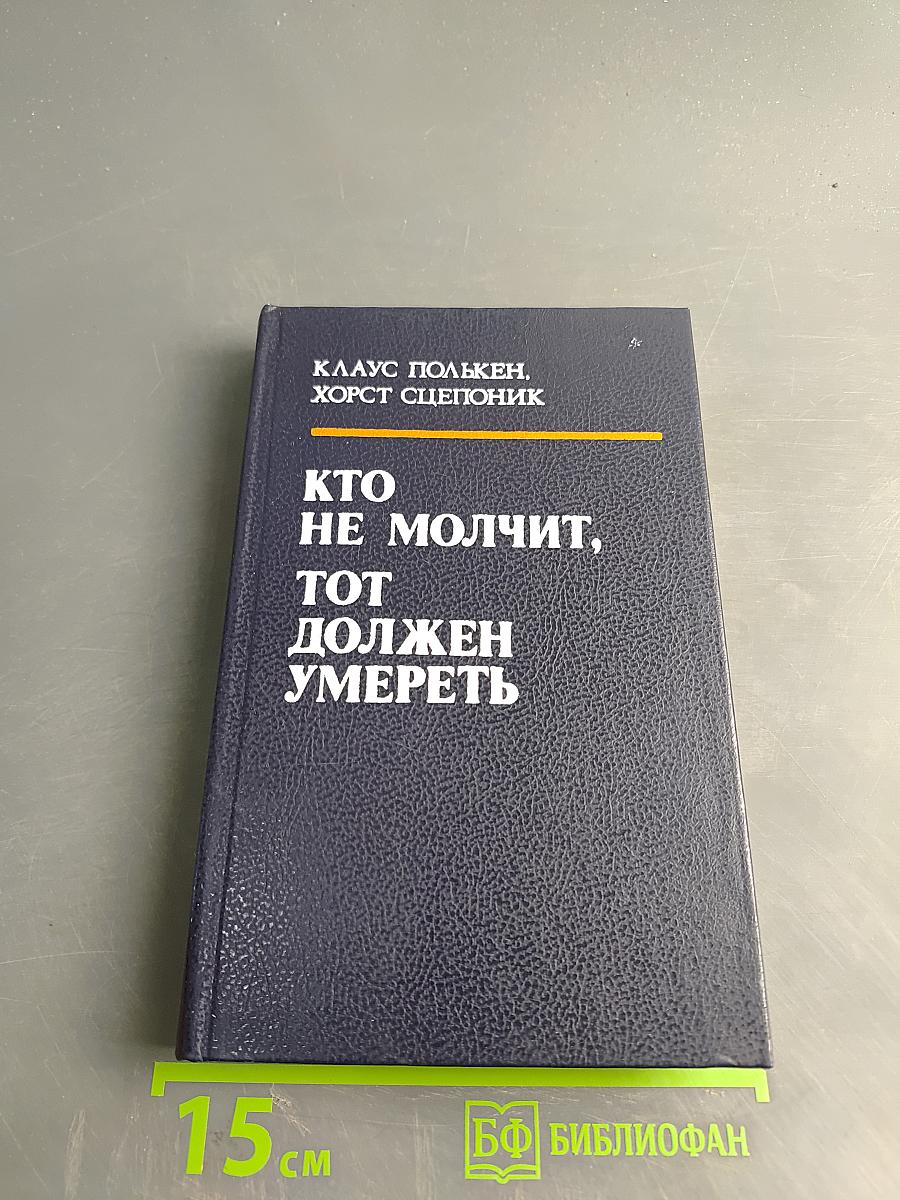 КЛАУС ПОЛЬКЕН,
ХОРСТ СЦЕПОНИК
КТО
НЕ МОЛЧИТ,
ТОТ
ДОЛЖЕН
УМЕРЕТЬ
15 см
БФ БИБЛИОФАН